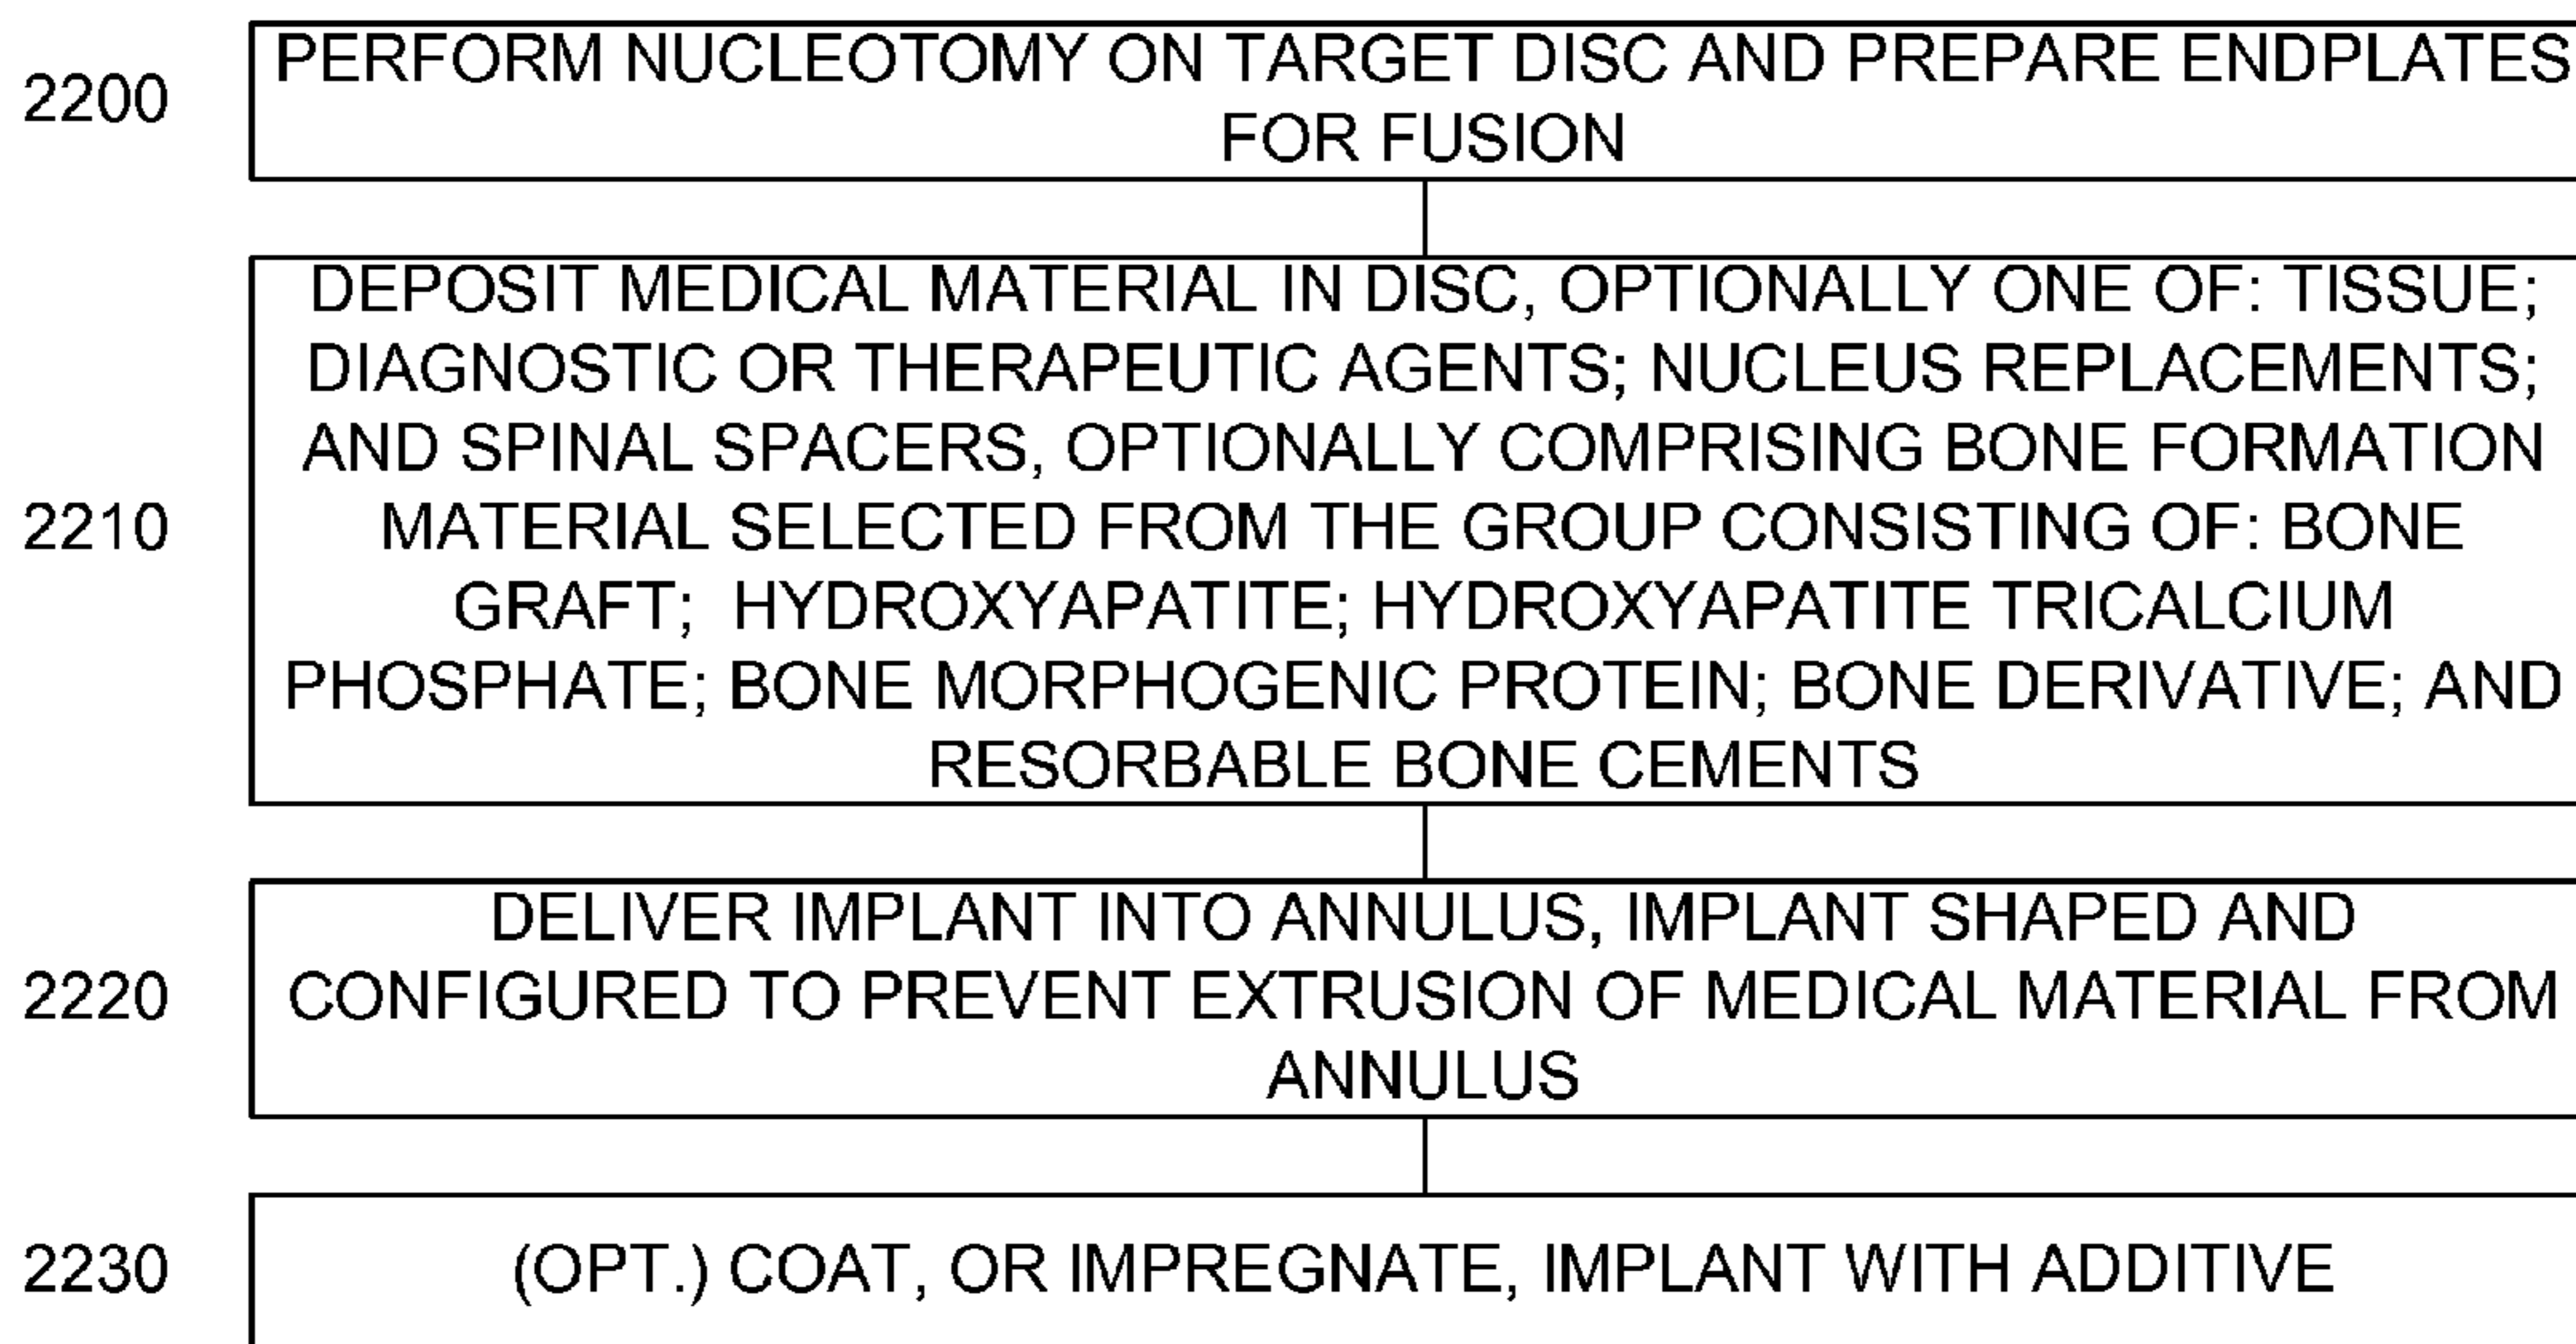 2200
PERFORM NUCLEOTOMY ON TARGET DISC AND PREPARE ENDPLATES
FOR FUSION
2210
DEPOSIT MEDICAL MATERIAL IN DISC, OPTIONALLY ONE OF: TISSUE;
DIAGNOSTIC OR THERAPEUTIC AGENTS; NUCLEUS REPLACEMENTS;
AND SPINAL SPACERS, OPTIONALLY COMPRISING BONE FORMATION
MATERIAL SELECTED FROM THE GROUP CONSISTING OF: BONE
GRAFT; HYDROXYAPATITE; HYDROXYAPATITE TRICALCIUM
PHOSPHATE; BONE MORPHOGENIC PROTEIN; BONE DERIVATIVE; AND
RESORBABLE BONE CEMENTS
2220
DELIVER IMPLANT INTO ANNULUS, IMPLANT SHAPED AND
CONFIGURED TO PREVENT EXTRUSION OF MEDICAL MATERIAL FROM
ANNULUS
2230
(OPT.) COAT, OR IMPREGNATE, IMPLANT WITH ADDITIVE